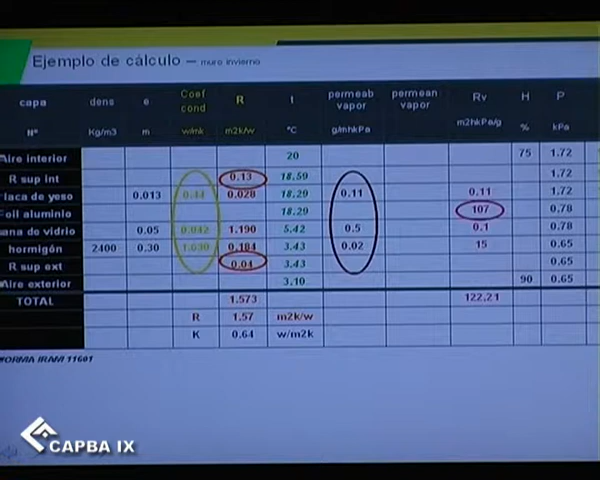 Ejemplo de cálculo – muro invierno
capa dens e Coef cond R t permeab vapor permean vapor Rv H P
Nº Kg/m3 m w/mk m2k/w °C g/mhkPa m2hkPa/g % kPa
Aire interior 20 75 1.72
R sup int 0.13 18.59 1.72
laca de yeso 0.013 0.44 0.028 18.29 0.11 0.11 1.72
Foil aluminio 18.29 107 0.78
ana de vidrio 0.05 0.042 1.190 5.42 0.5 0.1 0.78
hormigón 2400 0.30 1.630 0.184 3.43 0.02 15 0.65
R sup ext 0.04 3.43 0.65
Aire exterior 3.10 90 0.65
TOTAL 1.573 122.21
R 1.57 m2k/w
K 0.64 w/m2k
NORMA IRAM 11601
CAPBA IX